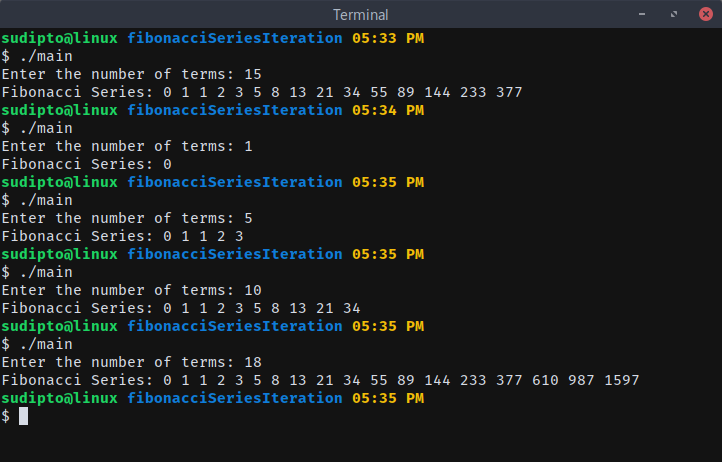 Terminal
sudipto@linux fibonacciSeriesIteration 05:33 PM
$ ./main
Enter the number of terms: 15
Fibonacci Series: 0 1 1 2 3 5 8 13 21 34 55 89 144 233 377
sudipto@linux fibonacciSeriesIteration 05:34 PM
$ ./main
Enter the number of terms: 1
Fibonacci Series: 0
sudipto@linux fibonacciSeriesIteration 05:35 PM
$ ./main
Enter the number of terms: 5
Fibonacci Series: 0 1 1 2 3
sudipto@linux fibonacciSeriesIteration 05:35 PM
$ ./main
Enter the number of terms: 10
Fibonacci Series: 0 1 1 2 3 5 8 13 21 34
sudipto@linux fibonacciSeriesIteration 05:35 PM
$ ./main
Enter the number of terms: 18
Fibonacci Series: 0 1 1 2 3 5 8 13 21 34 55 89 144 233 377 610 987 1597
sudipto@linux fibonacciSeriesIteration 05:35 PM
$